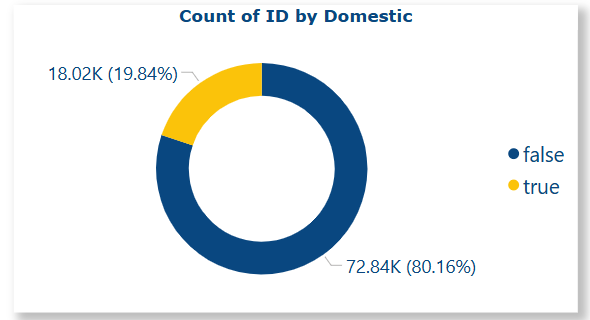 Count of ID by Domestic
18.02K (19.84%)
false
true
72.84K (80.16%)